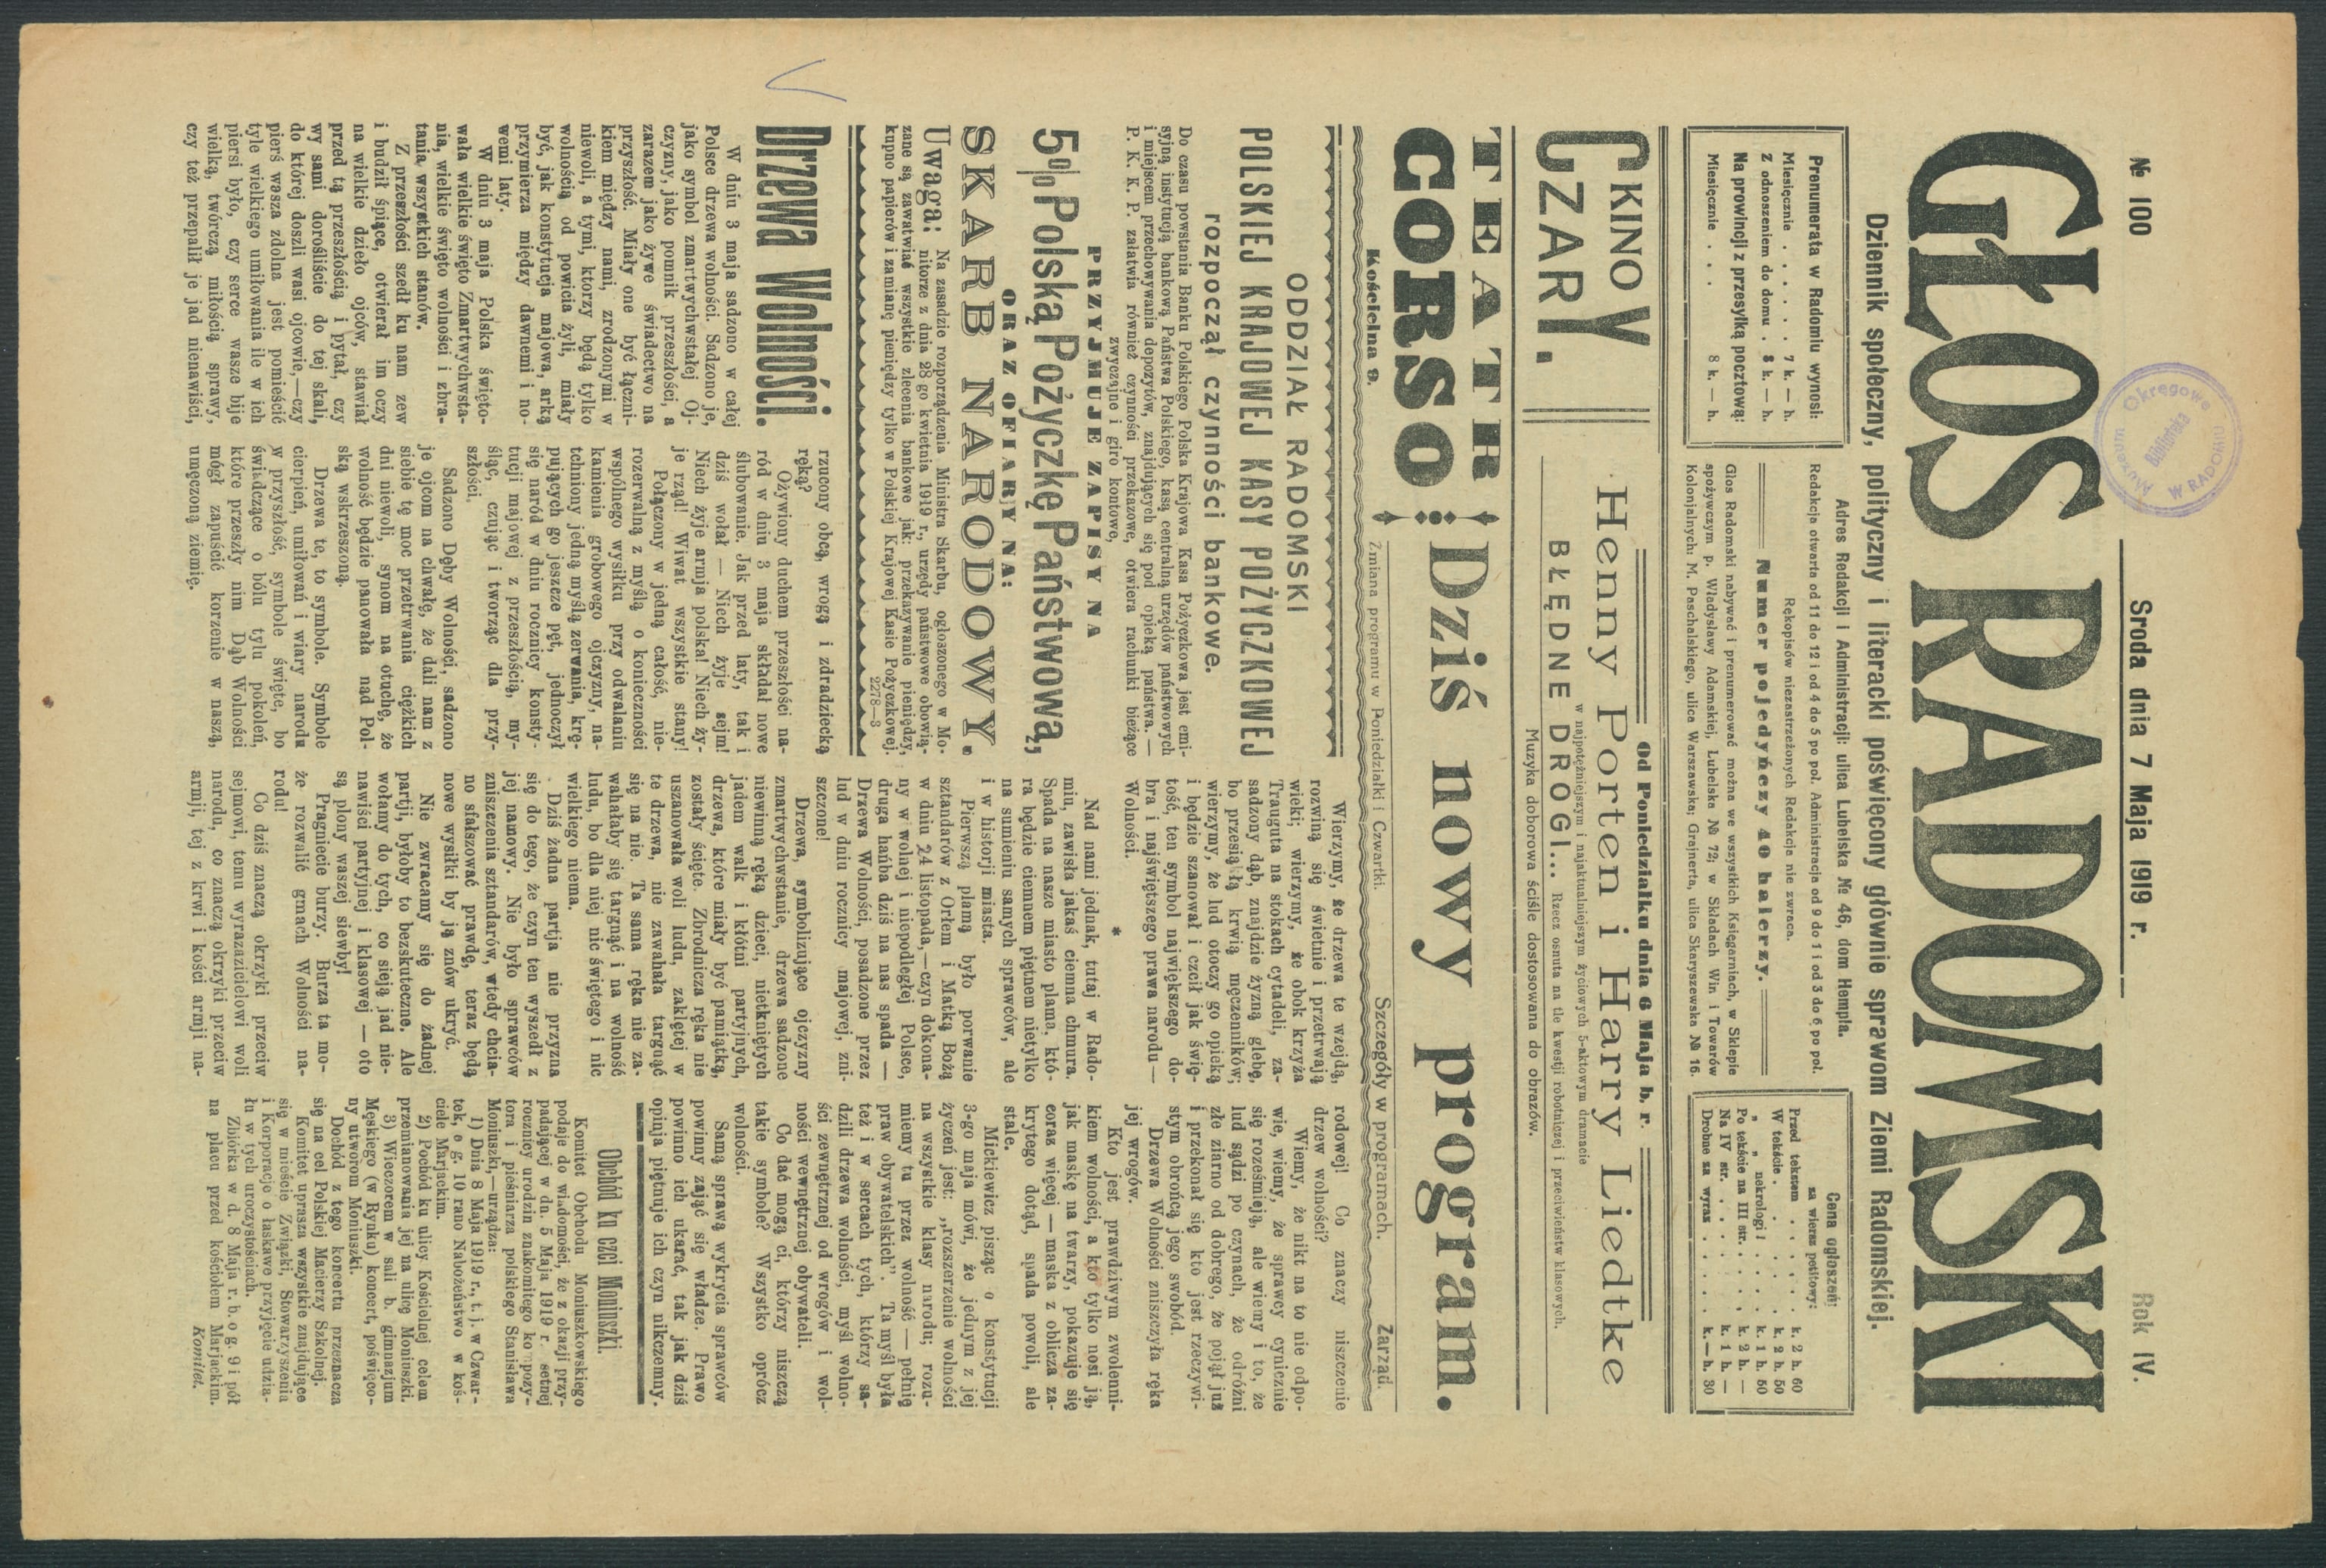 № 100
Sroda dnia 7 Maja 1919 r.
Rok IV.
GŁOS RADOMSKI
Dziennik społeczny, polityczny i literacki poświęcony głównie sprawom Ziemi Radomskiej.
Prenumerata w Radomiu wynosi:
Miesięcznie . . . . . 7 k. — h.
z odnoszeniem do domu . 8 k. — h.
Na prowincji z przesyłką pocztową:
Miesięcznie . . . 8 k. — h.
Adres Redakcji i Administracji: ulica Lubelska № 46, dom Hempla.
Redakcja otwarta od 11 do 12 i od 4 do 5 po poł. Administracja od 9 do 1 i od 3 do 6 po poł.
Rękopisów niezastrzeżonych Redakcja nie zwraca.
Numer pojedyńczy 40 halerzy.
Głos Radomski nabywać i prenumerować można we wszystkich Księgarniach, w Sklepie
spożywczym p. Władysławy Adamskiej, Lubelska № 72; w Składach Win i Towarów
Kolonjalnych: M. Paschalskiego, ulica Warszawska; Grajnerta, ulica Skaryszewska № 16.
Cena ogłoszeń:
za wiersz petitowy:
Przed tekstem . . . . . k. 2 h. 60
W tekście . . . . . k. 2 h. 50
" " nekrologi: . . . k. 1 h. 50
Po tekście na III str. . . . k. 2 h. —
Na IV str. . . . . . k. 1 h. —
Drobne za wyraz . . . . k. — h. 30
Okręgowe Muzeum W RADOMIU
Biblioteka
KINO
CZARY
CZAR!
Od Poniedziałku dnia 6 Maja b. r.
Henny Porten i Harry Liedtke
w najpotężniejszym i najaktualniejszym życiowych 5-aktowym dramacie
BŁĘDNE DROGI... Rzecz osnuta na tle kwestji robotniczej i przeciwieństw klasowych.
Muzyka doborowa ściśle dostosowana do obrazów.
TEATR
CORSO
Kościelna 9.
Dziś nowy program.
Zmiana programu w Poniedziałki i Czwartki.
Szczegóły w programach.
Zarząd.
ODDZIAŁ RADOMSKI
POLSKIEJ KRAJOWEJ KASY POŻYCZKOWEJ
rozpoczął czynności bankowe.
Do czasu powstania Banku Polskiego Polska Krajowa Kasa Pożyczkowa jest emi-
syjną instytucją bankową Państwa Polskiego, kasą centralną urzędów państwowych
i miejscem przechowywania depozytów, znajdujących się pod opieką państwa.—
P. K. K. P. załatwia również czynności przekazowe, otwiera rachunki bieżące
zwyczajne i giro kontowe,
PRZYJMUJE ZAPISY NA
5% Polską Pożyczkę Państwową,
ORAZ OFIARY NA:
SKARB NARODOWY.
Uwaga: Na zasadzie rozporządzenia Ministra Skarbu, ogłoszonego w Mo-
nitorze z dnia 28 go kwietnia 1919 r., urzędy państwowe obowią-
zane są zawatwiać wszystkie zlecenia bankowe jak: przekazywanie pieniędzy,
kupno papierów i zamianę pieniędzy tylko w Polskiej Krajowej Kasie Pożyczkowej.
2278—3
Drzewa Wolności.
W dniu 3 maja sadzono w całej
Polsce drzewa wolności. Sadzono je,
jako symbol zmartwychwstałej Oj-
czyzny, jako pomnik przeszłości, a
zarazem jako żywe świadectwo na
przyszłość. Miały one być łączni-
kiem między nami, zrodzonymi w
niewoli, a tymi, ktorzy będą tylko
wolnością od powicia żyli, miały
być, jak konstytucja majowa, arką
przymierza między dawnemi i no-
wemi laty.
W dniu 3 maja Polska święto-
wała wielkie święto Zmartwychwsta-
nia, wielkie święto wolności i zbra-
tania, wszystkich stanów.
Z przeszłości szedł ku nam zew
i budził śpiące, otwierał im oczy
na wielkie dzieło ojców, stawiał
przed tą przeszłością i pytał, czy
wy sami dorośliście do tej skali,
do której doszli wasi ojcowie,—czy
pierś wasza zdolna jest pomieścić
tyle wielkiego umiłowania ile w ich
piersi było, czy serce wasze bije
wielką, twórczą miłością sprawy,
czy też przepalił je jad nienawiści,
rzucony obcą, wrogą i zdradziecką
ręką?
Ożywiony duchem przeszłości na-
ród w dniu 3 maja składał nowe
ślubowanie. Jak przed laty, tak i
dziś wołał — Niech żyje sejm!
Niech żyje armja polska! Niech ży-
je rząd! Wiwat wszystkie stany!
Połączony w jedną całość, nie-
rozerwalną z myślą o konieczności
wspólnego wysiłku przy odwalaniu
kamienia grobowego ojczyzny, na-
tchniony jedną myślą zerwania, krę-
pujących go jeszcze pęt, jednoczył
się naród w dniu rocznicy konsty-
tucji majowej z przeszłością, my-
śląc, czując i tworząc dla przy-
szłości.
Sadzono Dęby Wolności, sadzono
je ojcom na chwałę, że dali nam z
siebie tę moc przetrwania ciężkich
dni niewoli, synom na otuchę, że
wolność będzie panowała nad Pol-
ską wskrzeszoną.
Drzewa te, to symbole. Symbole
cierpień, umiłowań i wiary narodu
w przyszłość, symbole święte, bo
świadczące o bólu tylu pokoleń,
które przeszły nim Dąb Wolności
mógł zapuścić korzenie w naszą,
umęczoną ziemię.
Wierzymy, że drzewa te wzejdą,
rozwiną się świetnie i przetrwają
wieki; wierzymy, że obok krzyża
Traugutta na stokach cytadeli, za-
sadzony dąb, znajdzie żyzną glebę,
bo przesiąkłą krwią męczenników;
wierzymy, że lud otoczy go opieką
i będzie szanował i czcił jak świę-
tość, ten symbol największego do-
bra i najświętszego prawa narodu —
Wolności.
*
Nad nami jednak, tutaj w Rado-
miu, zawisła jakaś ciemna chmura.
Spada na nasze miasto plama, któ-
ra będzie ciemnem piętnem nietylko
na sumieniu samych sprawców, ale
i w historji miasta.
Pierwszą plamą było porwanie
sztandarów z Orłem i Matką Bożą
w dniu 24 listopada,—czyn dokona-
ny w wolnej i niepodległej Polsce,
druga hańba dziś na nas spada —
Drzewa Wolności, posadzone przez
lud w dniu rocznicy majowej, zni-
szczone!
Drzewa, symbolizujące ojczyzny
zmartwychwstanie, drzewa sadzone
niewinną ręką dzieci, nietkniętych
jadem walk i kłótni partyjnych,
drzewa, które miały być pamiątką,
zostały ścięte. Zbrodnicza ręka nie
uszanowała woli ludu, zaklętej w
te drzewa, nie zawahała targnąć
się na nie. Ta sama ręka nie za-
wahałaby się targnąć i na wolność
ludu, bo dla niej nic świętego i nic
wielkiego niema.
Dziś żadna partja nie przyzna
się do tego, że czyn ten wyszedł z
jej namowy. Nie było sprawców
zniszczenia sztandarów, wtedy chcia-
no sfałszować prawdę, teraz będą
nowe wysiłki by ją znów ukryć.
Nie zwracamy się do żadnej
partji, byłoby to bezskuteczne. Ale
wołamy do tych, co sieją jad nie-
nawiści partyjnej i klasowej — oto
są plony waszej siewby!
Pragniecie burzy. Burza ta mo-
że rozwalić gmach Wolności na-
rodu!
Co dziś znaczą okrzyki przeciw
sejmowi, temu wyrazicielowi woli
narodu, co znaczą okrzyki przeciw
armji, tej z krwi i kości armji na-
rodowej! Co znaczy niszczenie
drzew wolności?
Wiemy, że nikt na to nie odpo-
wie, wiemy, że sprawcy cynicznie
się roześmieją, ale wiemy i to, że
lud sądzi po czynach, że odróżni
złe ziarno od dobrego, że pojął już
i przekonał się kto jest rzeczywi-
stym obrońcą jego swobód.
Drzewa Wolności zniszczyła ręka
jej wrogów.
Kto jest prawdziwym zwolenni-
kiem wolności, a kto tylko nosi ją,
jak maskę na twarzy, pokazuje się
coraz więcej — maska z oblicza za-
krytego dotąd, spada powoli, ale
stale.
Mickiewicz pisząc o konstytucji
3-go maja mówi, że jednym z jej
życzeń jest: „rozszerzenie wolności
na wszystkie klasy narodu; rozu-
miemy tu przez wolność — pełnię
praw obywatelskich”. Ta myśl była
też i w sercach tych, którzy sa-
dzili drzewa wolności, myśl wolno-
ści zewnętrznej od wrogów i wol-
ności wewnętrznej obywateli.
Co dać mogą ci, którzy niszczą
takie symbole? Wszystko oprócz
wolności.
Samą sprawą wykrycia sprawców
powinny zająć się władze. Prawo
powinno ich ukarać, tak jak dziś
opinja piętnuje ich czyn nikczemny.
Obchód ku czci Moniuszki.
Komitet Obchodu Moniuszkowskiego
podaje do wiadomości, że z okazji przy-
padającej w dn. 5 Maja 1919 r. setnej
rocznicy urodzin znakomitego kompozy-
tora i pieśniarza polskiego Stanisława
Moniuszki,—urządza:
1) Dnia 8 Maja 1919 r., t. j. w Czwar-
tek, o g. 10 rano Nabożeństwo w koś-
ciele Marjackim.
2) Pochód ku ulicy Kościelnej celem
przemianowania jej na ulicę Moniuszki.
3) Wieczorem w sali b. gimnazjum
Męskiego (w Rynku) koncert, poświęco-
ny utworom Moniuszki.
Dochód z tego koncertu przeznacza
się na cel Polskiej Macierzy Szkolnej.
Komitet uprasza wszystkie znajdujące
się w mieście Związki, Stowarzyszenia
i Korporacje o łaskawe przyjęcie udzia-
łu w tych uroczystościach.
Zbiórka w d. 8 Maja r. b. o g. 9 i pół
na placu przed kościołem Marjackim.
Komitet.